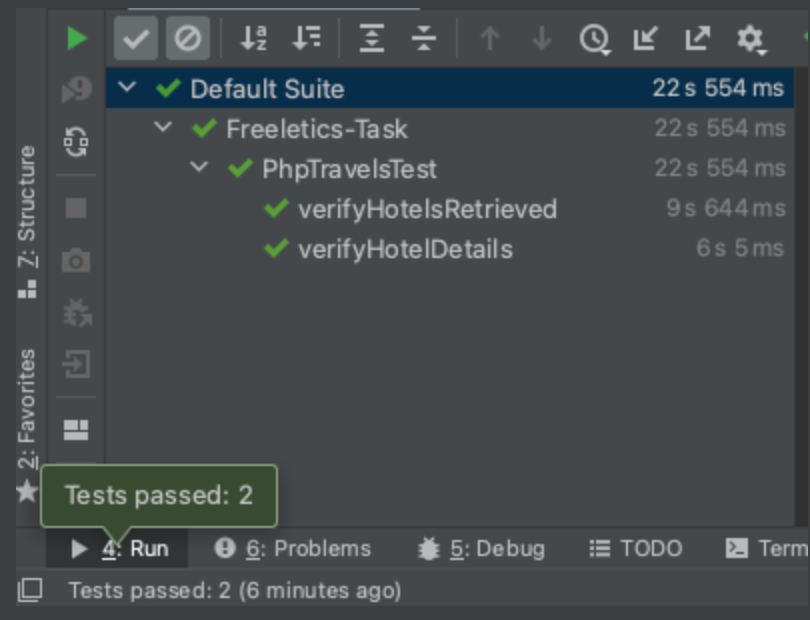 Default Suite 22 s 554 ms
Freeletics-Task 22 s 554 ms
PhpTravelsTest 22 s 554 ms
verifyHotelsRetrieved 9 s 644 ms
verifyHotelDetails 6 s 5 ms
7: Structure
2: Favorites
Tests passed: 2
4: Run 6: Problems 5: Debug TODO Term
Tests passed: 2 (6 minutes ago)